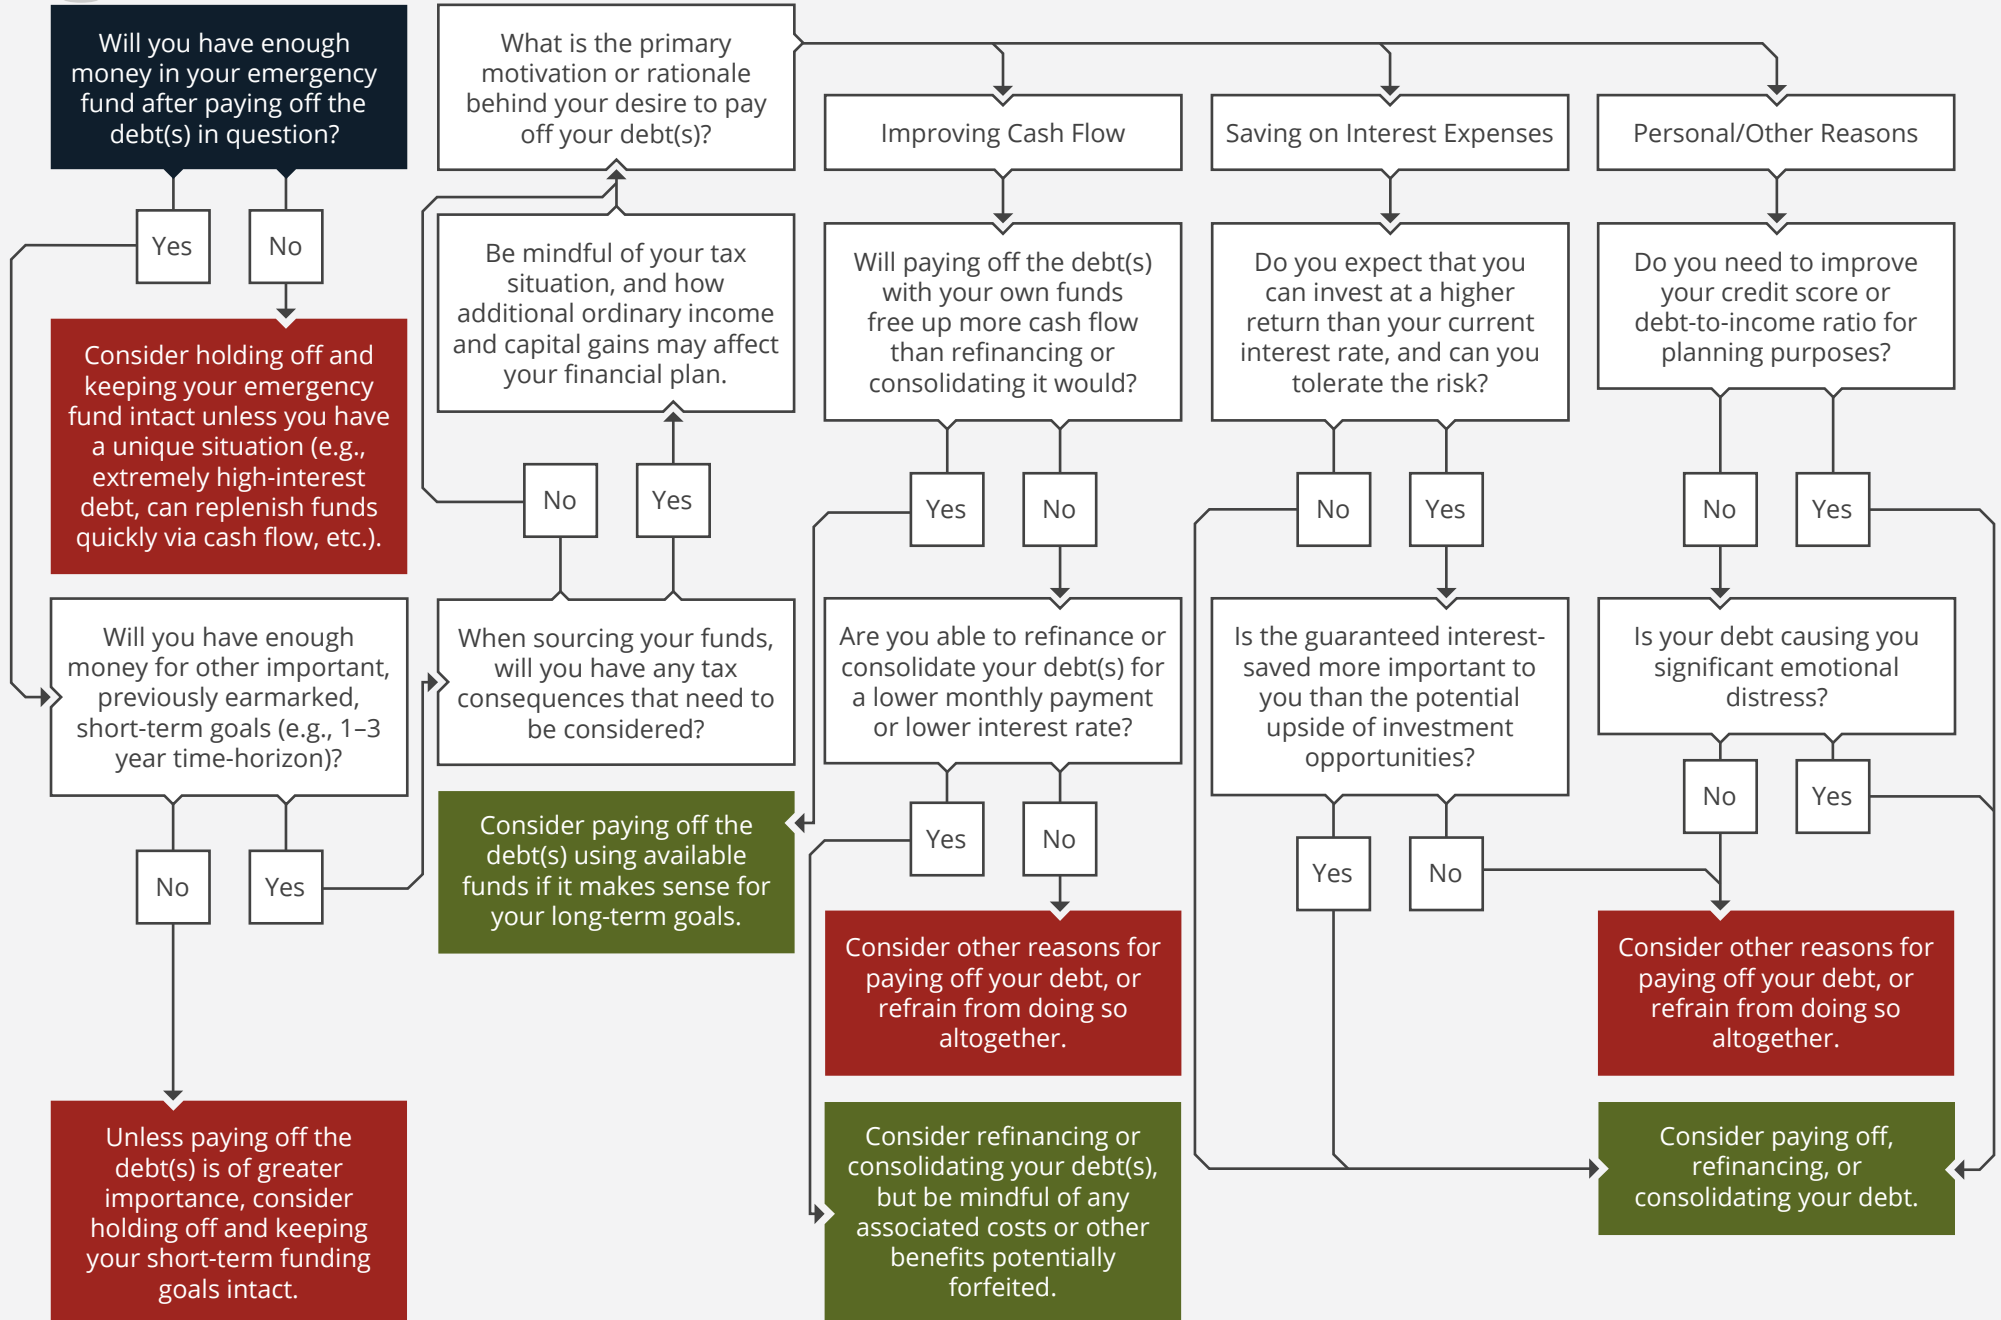 Will you have enough
money in your emergency
fund after paying off the
debt(s) in question?
Yes
No
Consider holding off and
keeping your emergency
fund intact unless you have
a unique situation (e.g.,
extremely high-interest
debt, can replenish funds
quickly via cash flow, etc.).
Will you have enough
money for other important,
previously earmarked,
short-term goals (e.g., 1–3
year time-horizon)?
No
Yes
Unless paying off the
debt(s) is of greater
importance, consider
holding off and keeping
your short-term funding
goals intact.
What is the primary
motivation or rationale
behind your desire to pay
off your debt(s)?
Be mindful of your tax
situation, and how
additional ordinary income
and capital gains may affect
your financial plan.
No
Yes
When sourcing your funds,
will you have any tax
consequences that need to
be considered?
Consider paying off the
debt(s) using available
funds if it makes sense for
your long-term goals.
Improving Cash Flow
Will paying off the debt(s)
with your own funds
free up more cash flow
than refinancing or
consolidating it would?
Yes
No
Are you able to refinance or
consolidate your debt(s) for
a lower monthly payment
or lower interest rate?
Yes
No
Consider other reasons for
paying off your debt, or
refrain from doing so
altogether.
Consider refinancing or
consolidating your debt(s),
but be mindful of any
associated costs or other
benefits potentially
forfeited.
Saving on Interest Expenses
Do you expect that you
can invest at a higher
return than your current
interest rate, and can you
tolerate the risk?
No
Yes
Is the guaranteed interest-
saved more important to
you than the potential
upside of investment
opportunities?
Yes
No
Personal/Other Reasons
Do you need to improve
your credit score or
debt-to-income ratio for
planning purposes?
No
Yes
Is your debt causing you
significant emotional
distress?
No
Yes
Consider other reasons for
paying off your debt, or
refrain from doing so
altogether.
Consider paying off,
refinancing, or
consolidating your debt.